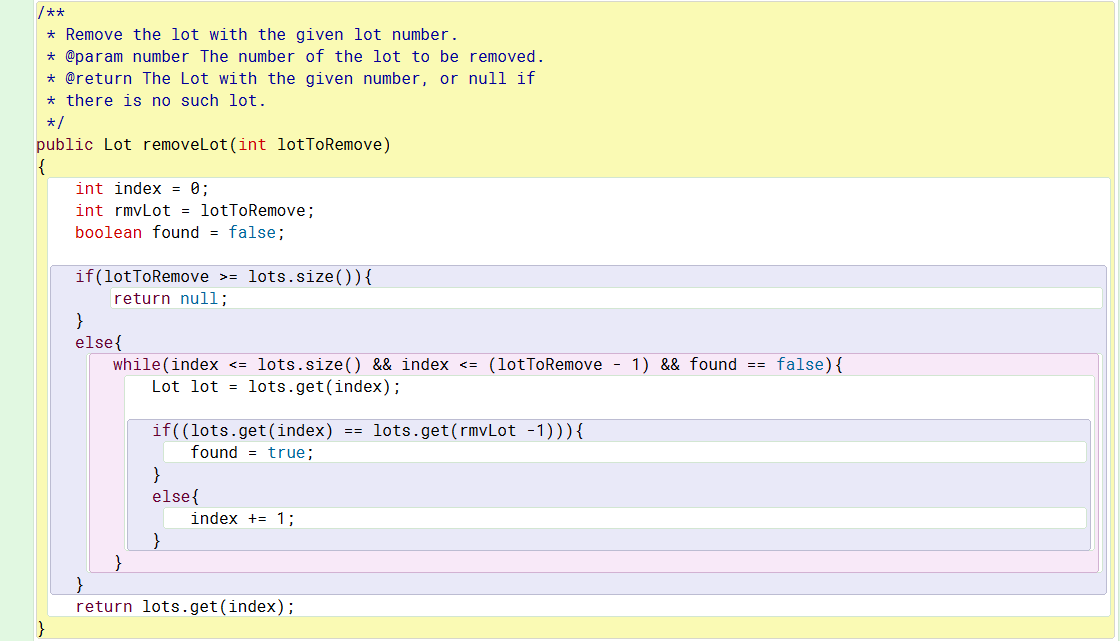 /**
 * Remove the lot with the given lot number.
 * @param number The number of the lot to be removed.
 * @return The Lot with the given number, or null if
 * there is no such lot.
 */
public Lot removeLot(int lotToRemove)
{
    int index = 0;
    int rmvLot = lotToRemove;
    boolean found = false;
    if(lotToRemove >= lots.size()){
        return null;
    }
    else{
        while(index <= lots.size() && index <= (lotToRemove - 1) && found == false){
            Lot lot = lots.get(index);
            if((lots.get(index) == lots.get(rmvLot -1))){
                found = true;
            }
            else{
                index += 1;
            }
        }
    }
    return lots.get(index);
}